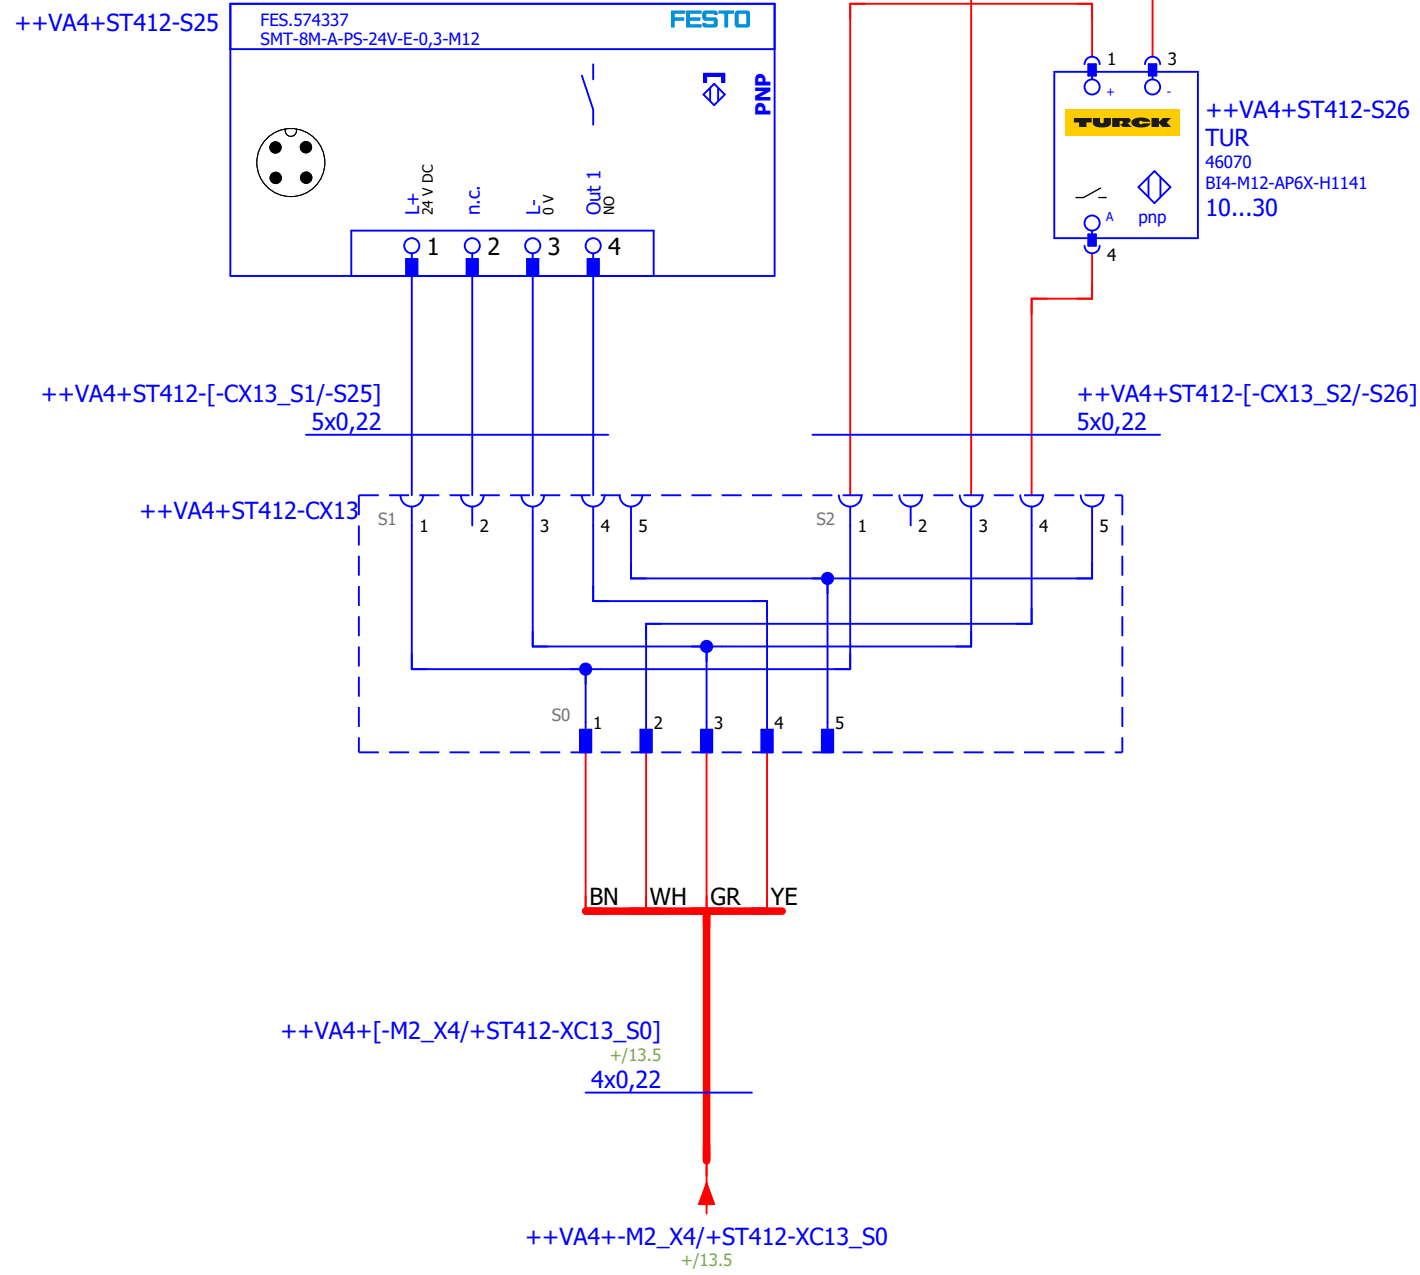 ++VA4+ST412-S25
FES.574337
SMT-8M-A-PS-24V-E-0,3-M12
FESTO
PNP
L+
24 V DC
n.c.
L-
0 V
Out 1
NO
1
2
3
4
1
3
+
-
TURCK
A
pnp
4
++VA4+ST412-S26
TUR
46070
BI4-M12-AP6X-H1141
10...30
++VA4+ST412-[-CX13_S1/-S25]
5x0,22
++VA4+ST412-[-CX13_S2/-S26]
5x0,22
++VA4+ST412-CX13
S1
1
2
3
4
5
S2
1
2
3
4
5
S0
1
2
3
4
5
BN
WH
GR
YE
++VA4+[-M2_X4/+ST412-XC13_S0]
+/13.5
4x0,22
++VA4+-M2_X4/+ST412-XC13_S0
+/13.5